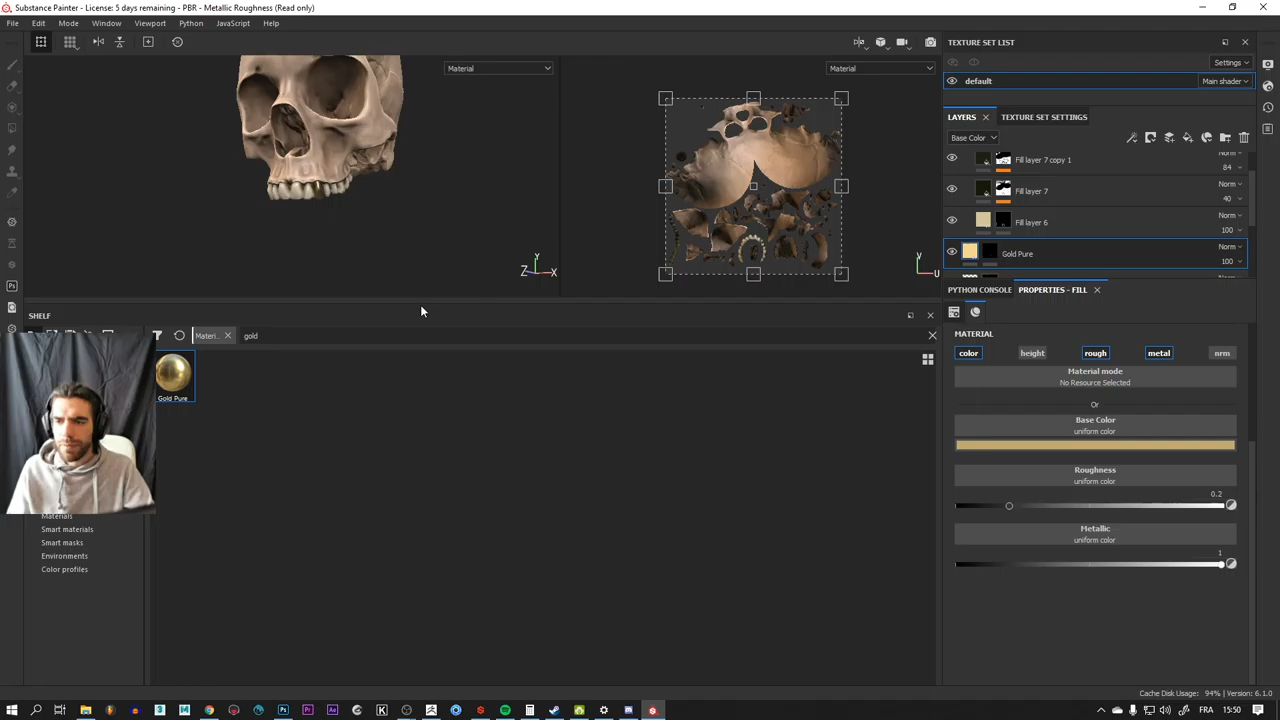 Substance Painter - License: 5 days remaining - PBR - Metallic Roughness (Read only)
File Edit Mode Window Viewport Python JavaScript Help
TEXTURE SET LIST
Settings
Material
Material
default
Main shader
LAYERS
TEXTURE SET SETTINGS
Base Color
Fill layer 7 copy 1
Norm
84
Fill layer 7
Norm
40
Fill layer 6
Norm
100
Gold Pure
Norm
100
Y
Z X
V
U
PYTHON CONSOLE PROPERTIES - FILL
SHELF
Materi...
gold
Gold Pure
MATERIAL
color height rough metal nrm
Material mode
No Resource Selected
Or
Base Color
uniform color
Roughness
uniform color
0.2
Metallic
uniform color
1
Materials
Smart materials
Smart masks
Environments
Color profiles
Cache Disk Usage: 94% | Version: 6.1.0
FRA 15:50